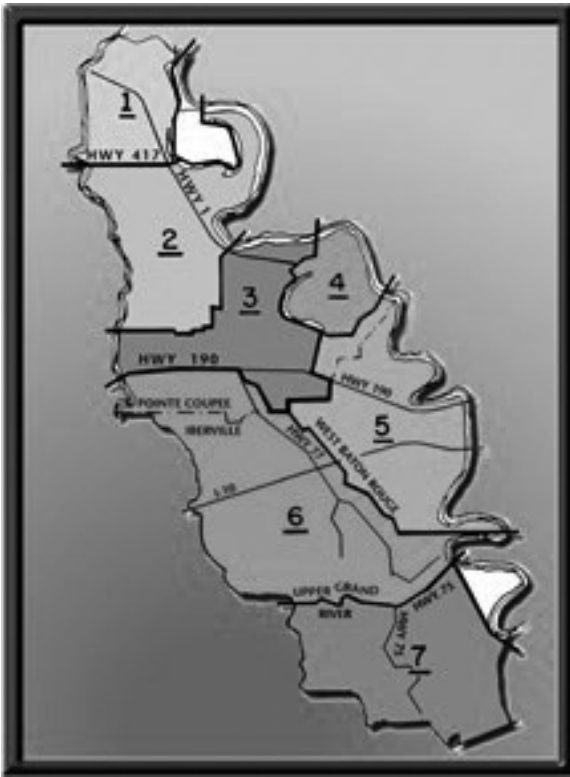 1
HWY 417
HWY 1
2
3
4
HWY 190
HWY 190
POINTE COUPEE
IBERVILLE
HWY 77
WEST BATON ROUGE
5
I-10
6
UPPER GRAND
RIVER
HWY 75
HWY 75
7